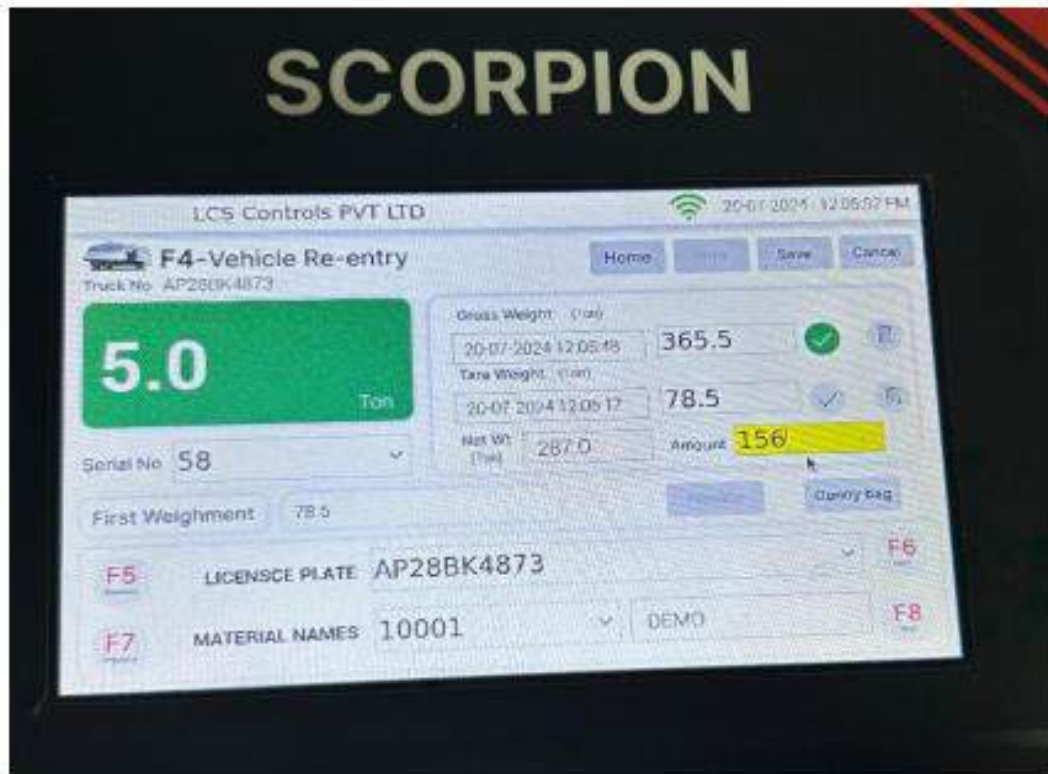 SCORPION
LCS Controls PVT LTD 20-07-2024 12:05:52 PM
F4-Vehicle Re-entry Home Save Cancel
Truck No AP28BK4873
Gross Weight (Ton)
20-07-2024 12:05:48 365.5
5.0 Ton
Tare Weight (Ton)
20-07-2024 12:05:17 78.5
Net Wt (Ton) 287.0 Amount 156
Serial No 58
First Weighment 78.5 Gunny Bag
F5 LICENSCE PLATE AP28BK4873 F6
F7 MATERIAL NAMES 10001 DEMO F8